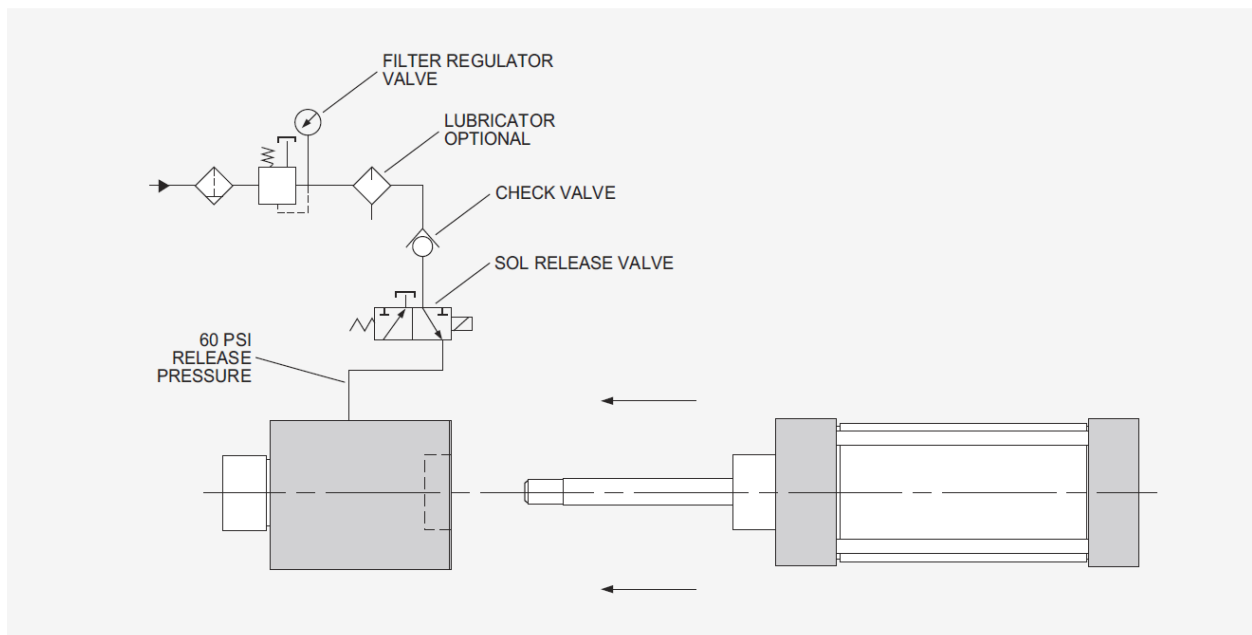 FILTER REGULATOR
VALVE
LUBRICATOR
OPTIONAL
CHECK VALVE
SOL RELEASE VALVE
60 PSI
RELEASE
PRESSURE